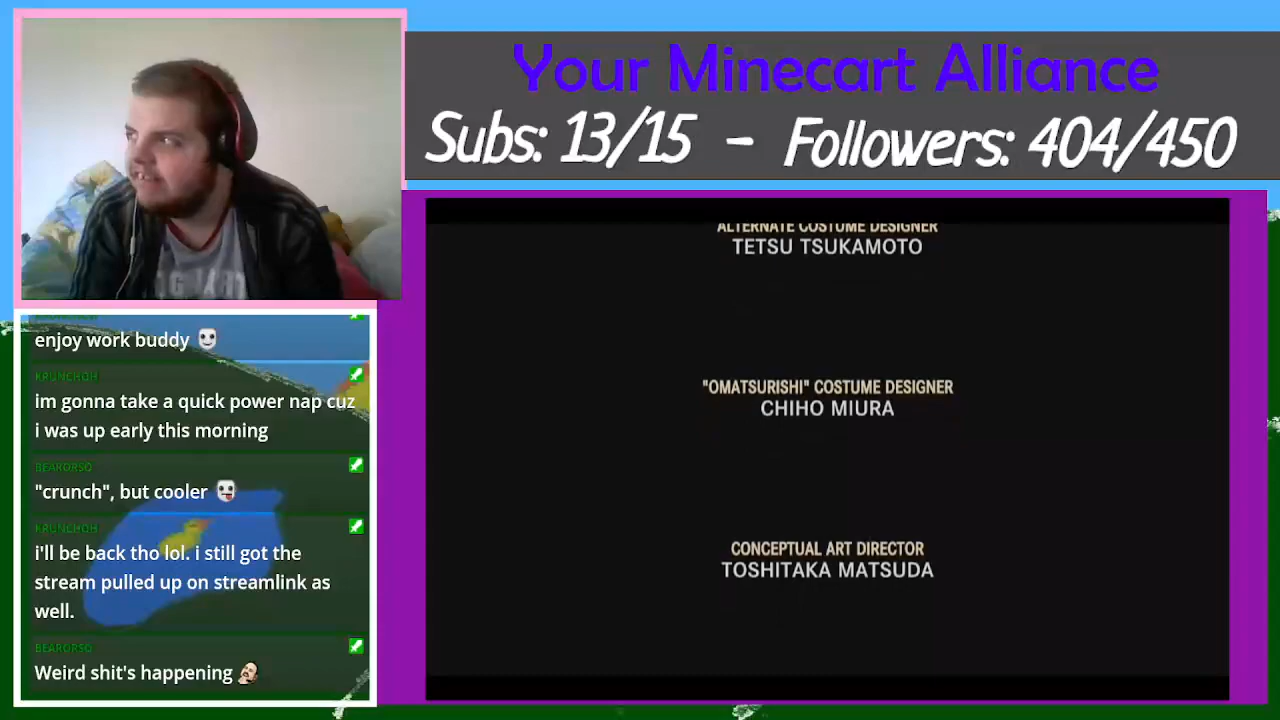 Your Minecart Alliance
Subs: 13/15 - Followers: 404/450
ALTERNATE COSTUME DESIGNER
TETSU TSUKAMOTO
"OMATSURISHI" COSTUME DESIGNER
CHIHO MIURA
CONCEPTUAL ART DIRECTOR
TOSHITAKA MATSUDA
enjoy work buddy
KRUNCHOH
im gonna take a quick power nap cuz
i was up early this morning
BEARORSO
"crunch", but cooler
KRUNCHOH
i'll be back tho lol. i still got the
stream pulled up on streamlink as
well.
BEARORSO
Weird shit's happening